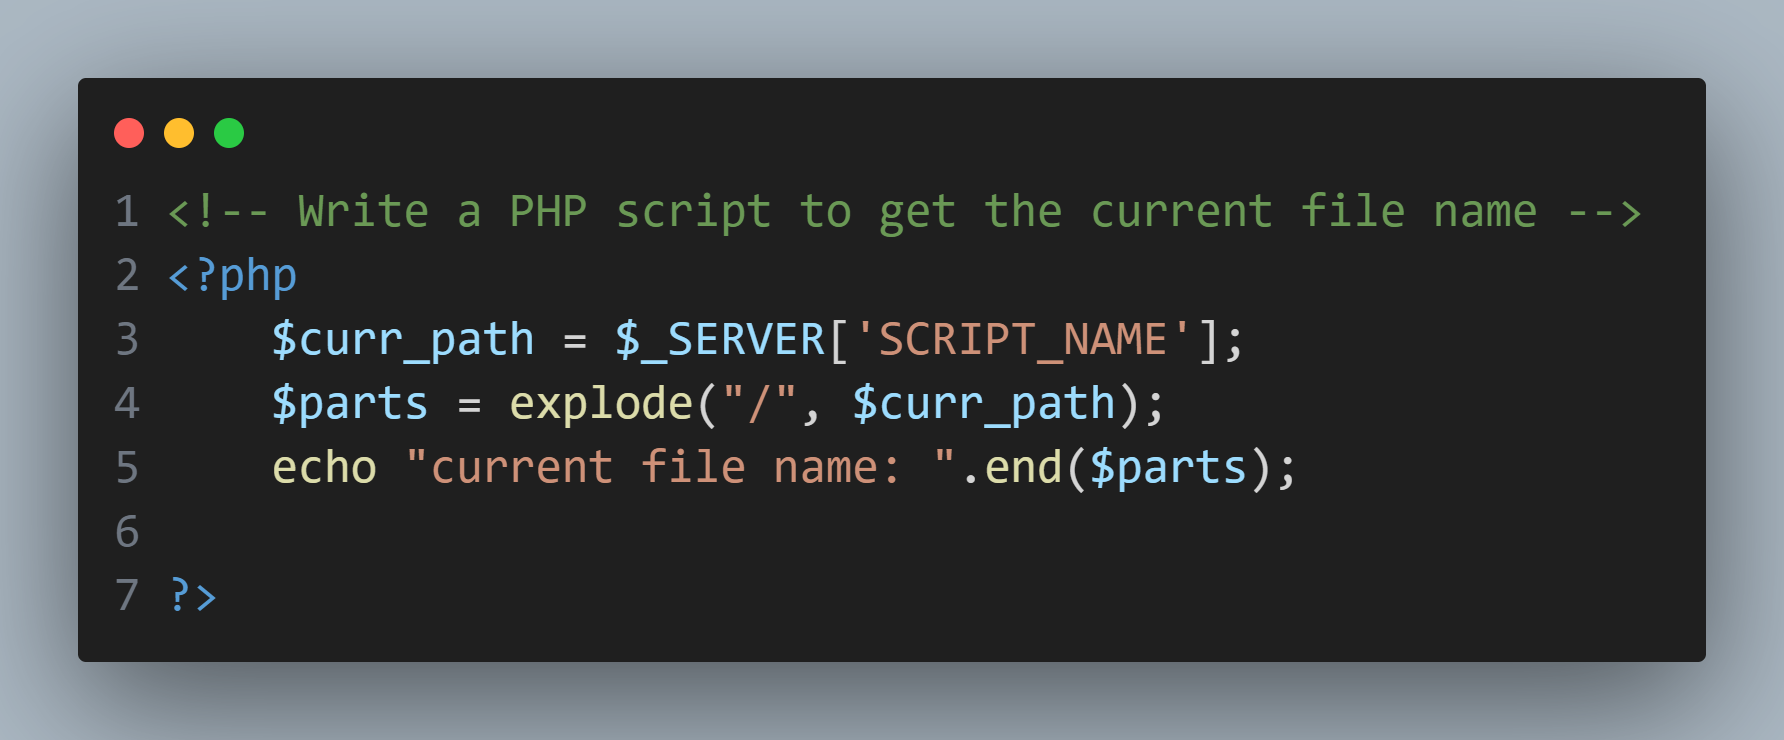 1 <!-- Write a PHP script to get the current file name -->
2 <?php
3     $curr_path = $_SERVER['SCRIPT_NAME'];
4     $parts = explode("/", $curr_path);
5     echo "current file name: ".end($parts);
6
7 ?>